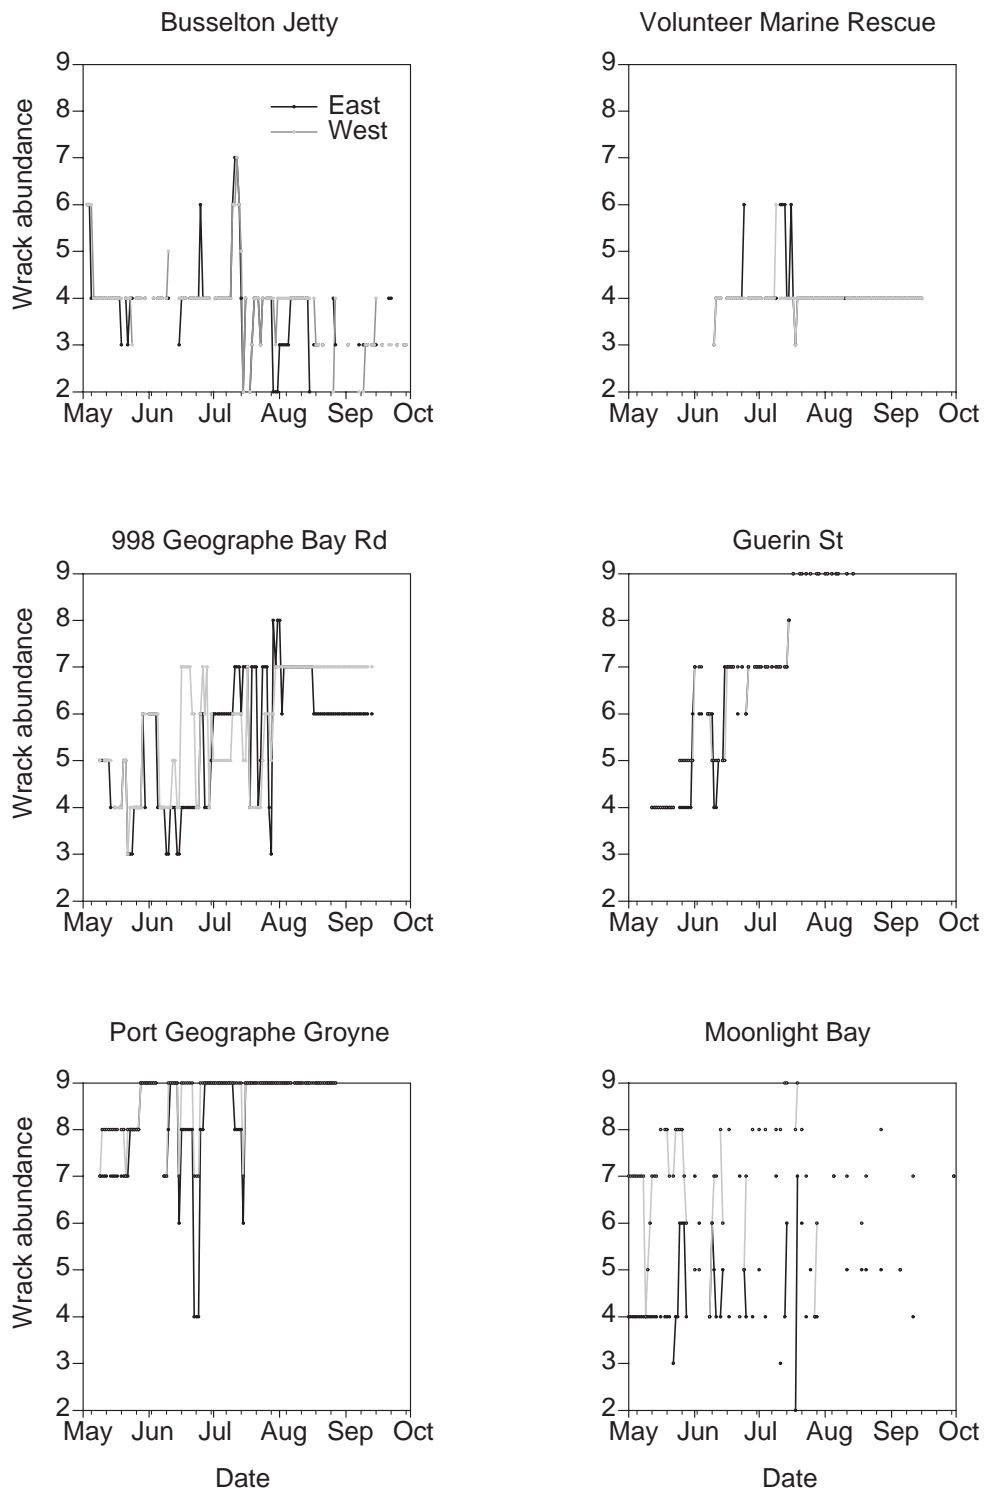 Busselton Jetty
Volunteer Marine Rescue
9
8
7
6
5
4
3
2
Wrack abundance
East
West
May Jun Jul Aug Sep Oct
9
8
7
6
5
4
3
2
May Jun Jul Aug Sep Oct
998 Geographe Bay Rd
Guerin St
9
8
7
6
5
4
3
2
Wrack abundance
May Jun Jul Aug Sep Oct
9
8
7
6
5
4
3
2
May Jun Jul Aug Sep Oct
Port Geographe Groyne
Moonlight Bay
9
8
7
6
5
4
3
2
Wrack abundance
May Jun Jul Aug Sep Oct
Date
9
8
7
6
5
4
3
2
May Jun Jul Aug Sep Oct
Date